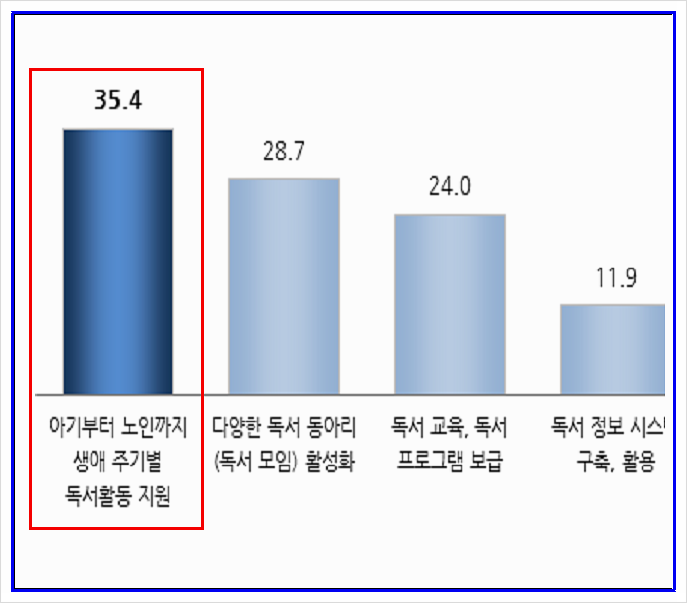 35.4
28.7
24.0
11.9
아기부터 노인까지
생애 주기별
독서활동 지원
다양한 독서 동아리
(독서 모임) 활성화
독서 교육, 독서
프로그램 보급
독서 정보
구축, 활용